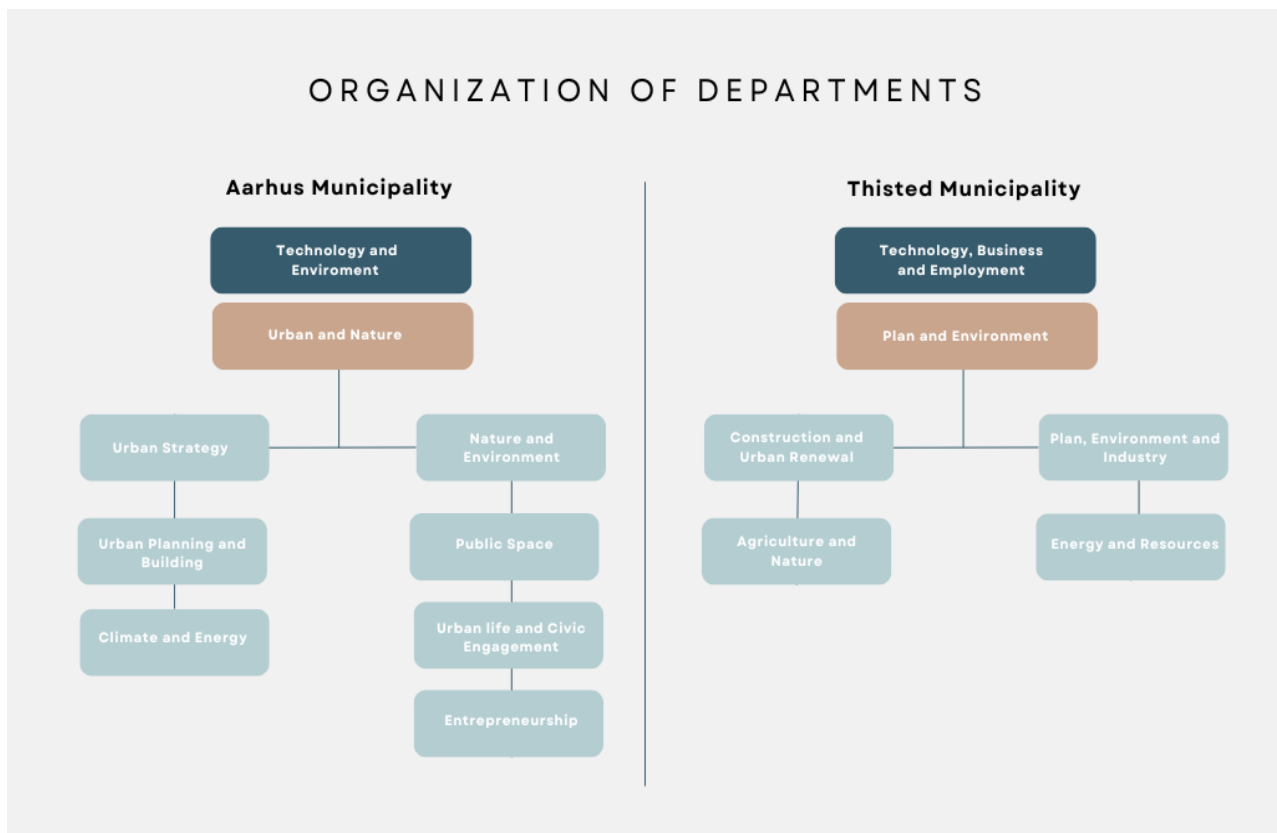 ORGANIZATION OF DEPARTMENTS
Aarhus Municipality
Technology and
Enviroment
Urban and Nature
Urban Strategy
Nature and
Environment
Urban Planning and
Building
Public Space
Climate and Energy
Urban life and Civic
Engagement
Entrepreneurship
Thisted Municipality
Technology, Business
and Employment
Plan and Environment
Construction and
Urban Renewal
Plan, Environment and
Industry
Agriculture and
Nature
Energy and Resources